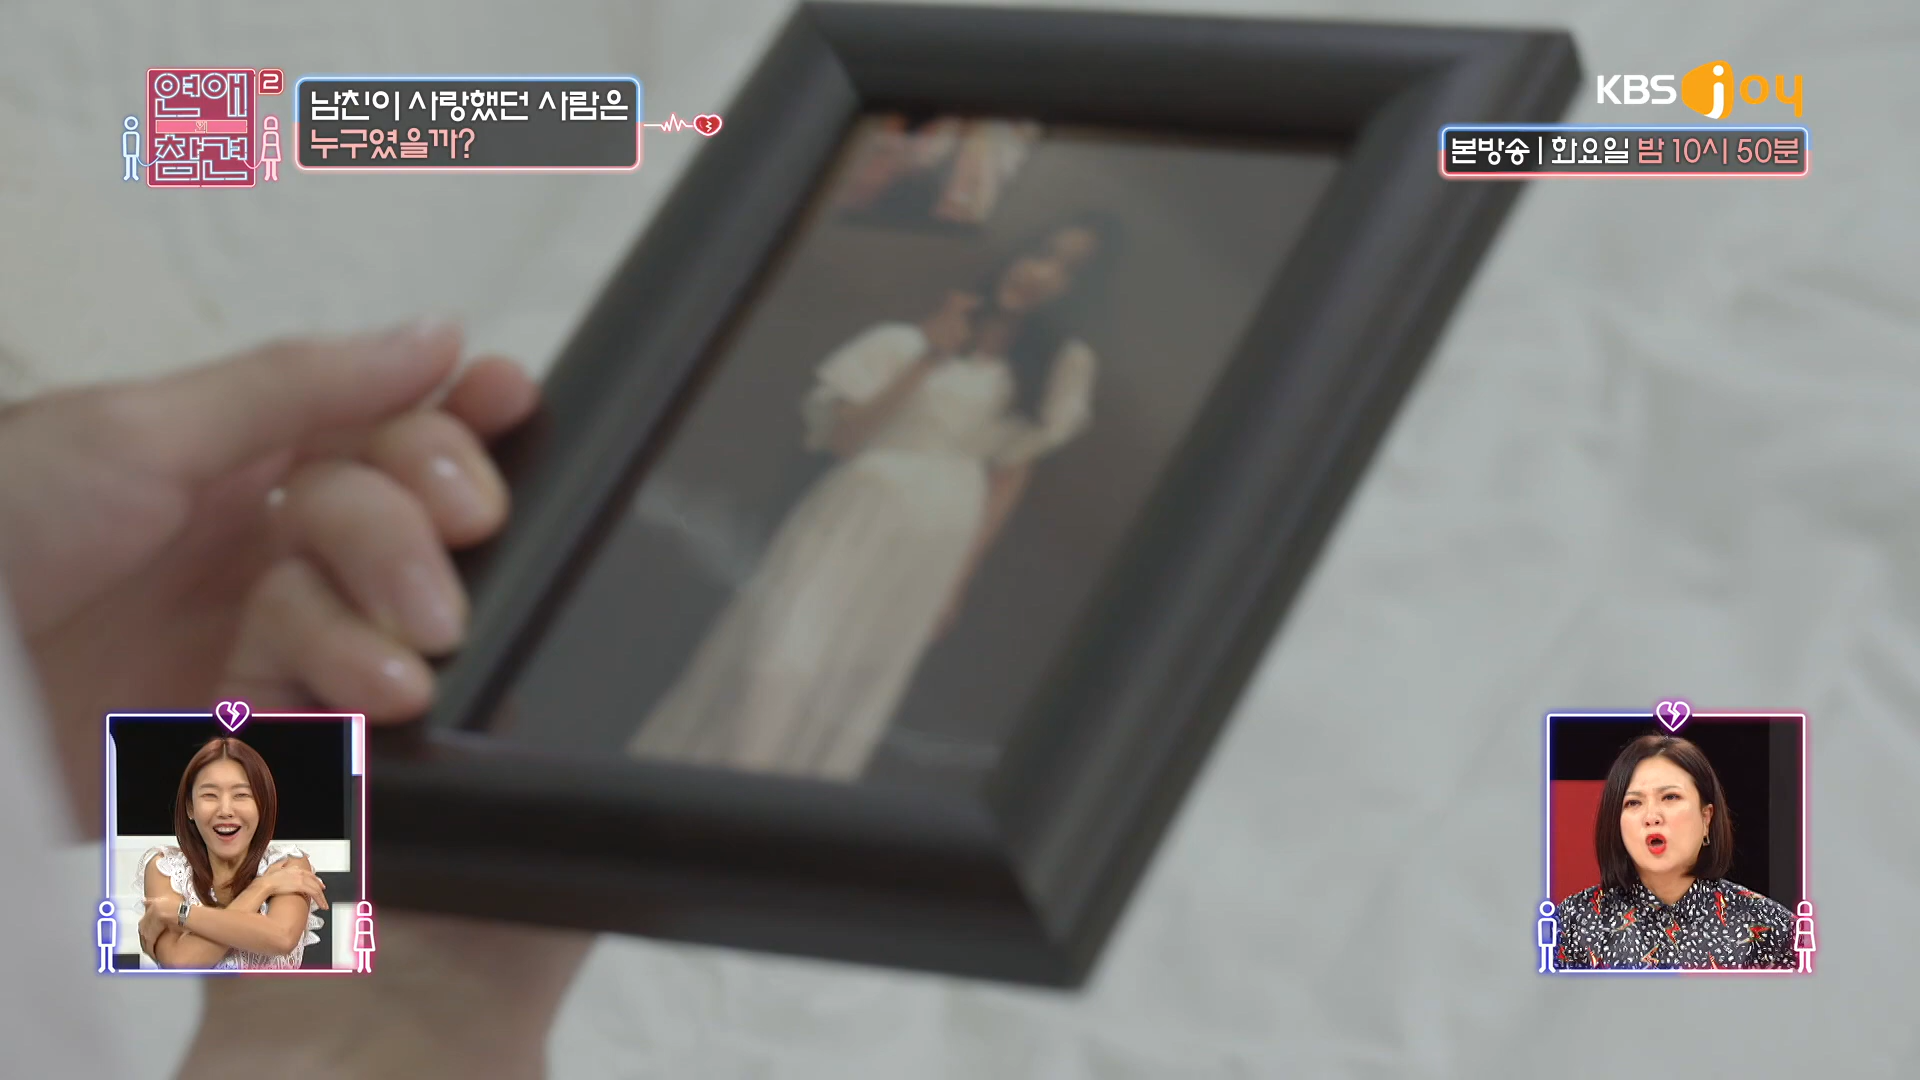 연애의 참견 2
남친이 사랑했던 사람은
누구였을까?
KBS joy
본방송 | 화요일 밤 10시 50분